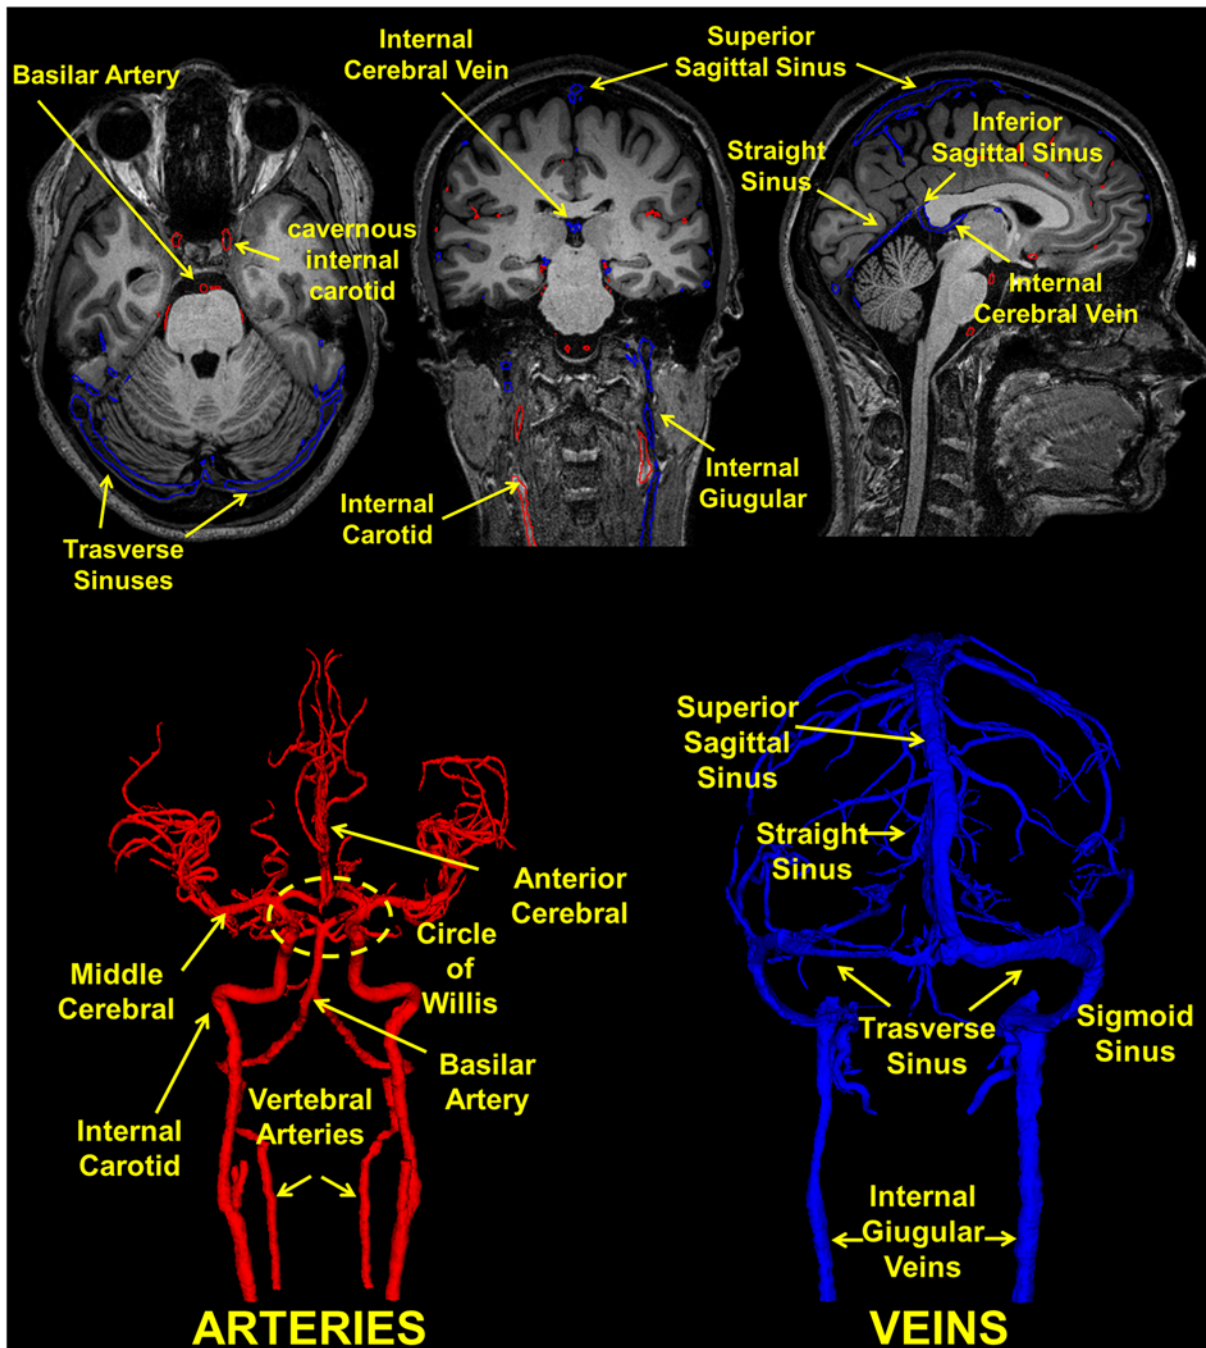 Basilar Artery
Internal
Cerebral Vein
Superior
Sagittal Sinus
Inferior
Sagittal Sinus
Straight
Sinus
cavernous
internal
carotid
Internal
Cerebral Vein
Internal
Giugular
Internal
Carotid
Trasverse
Sinuses
Superior
Sagittal
Sinus
Straight
Sinus
Anterior
Cerebral
Circle
of
Willis
Middle
Cerebral
Basilar
Artery
Vertebral
Arteries
Internal
Carotid
Trasverse
Sinus
Sigmoid
Sinus
Internal
Giugular
Veins
ARTERIES
VEINS